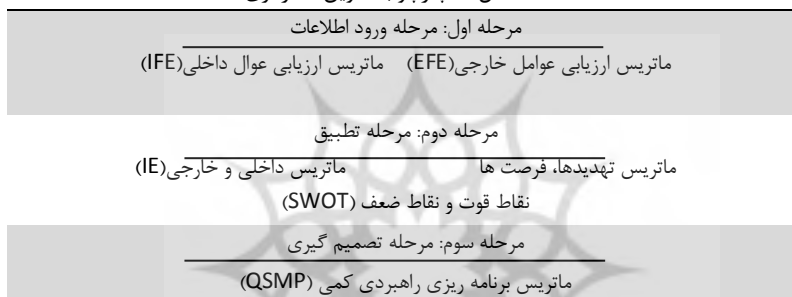 مرحله اول: مرحله ورود اطلاعات
ماتریس ارزیابی عوامل خارجی(EFE) ماتریس ارزیابی عوال داخلی(IFE)
مرحله دوم: مرحله تطبیق
ماتریس تهدیدها، فرصت ها ماتریس داخلی و خارجی(IE)
نقاط قوت و نقاط ضعف (SWOT)
مرحله سوم: مرحله تصمیم گیری
ماتریس برنامه ریزی راهبردی کمی (QSMP)